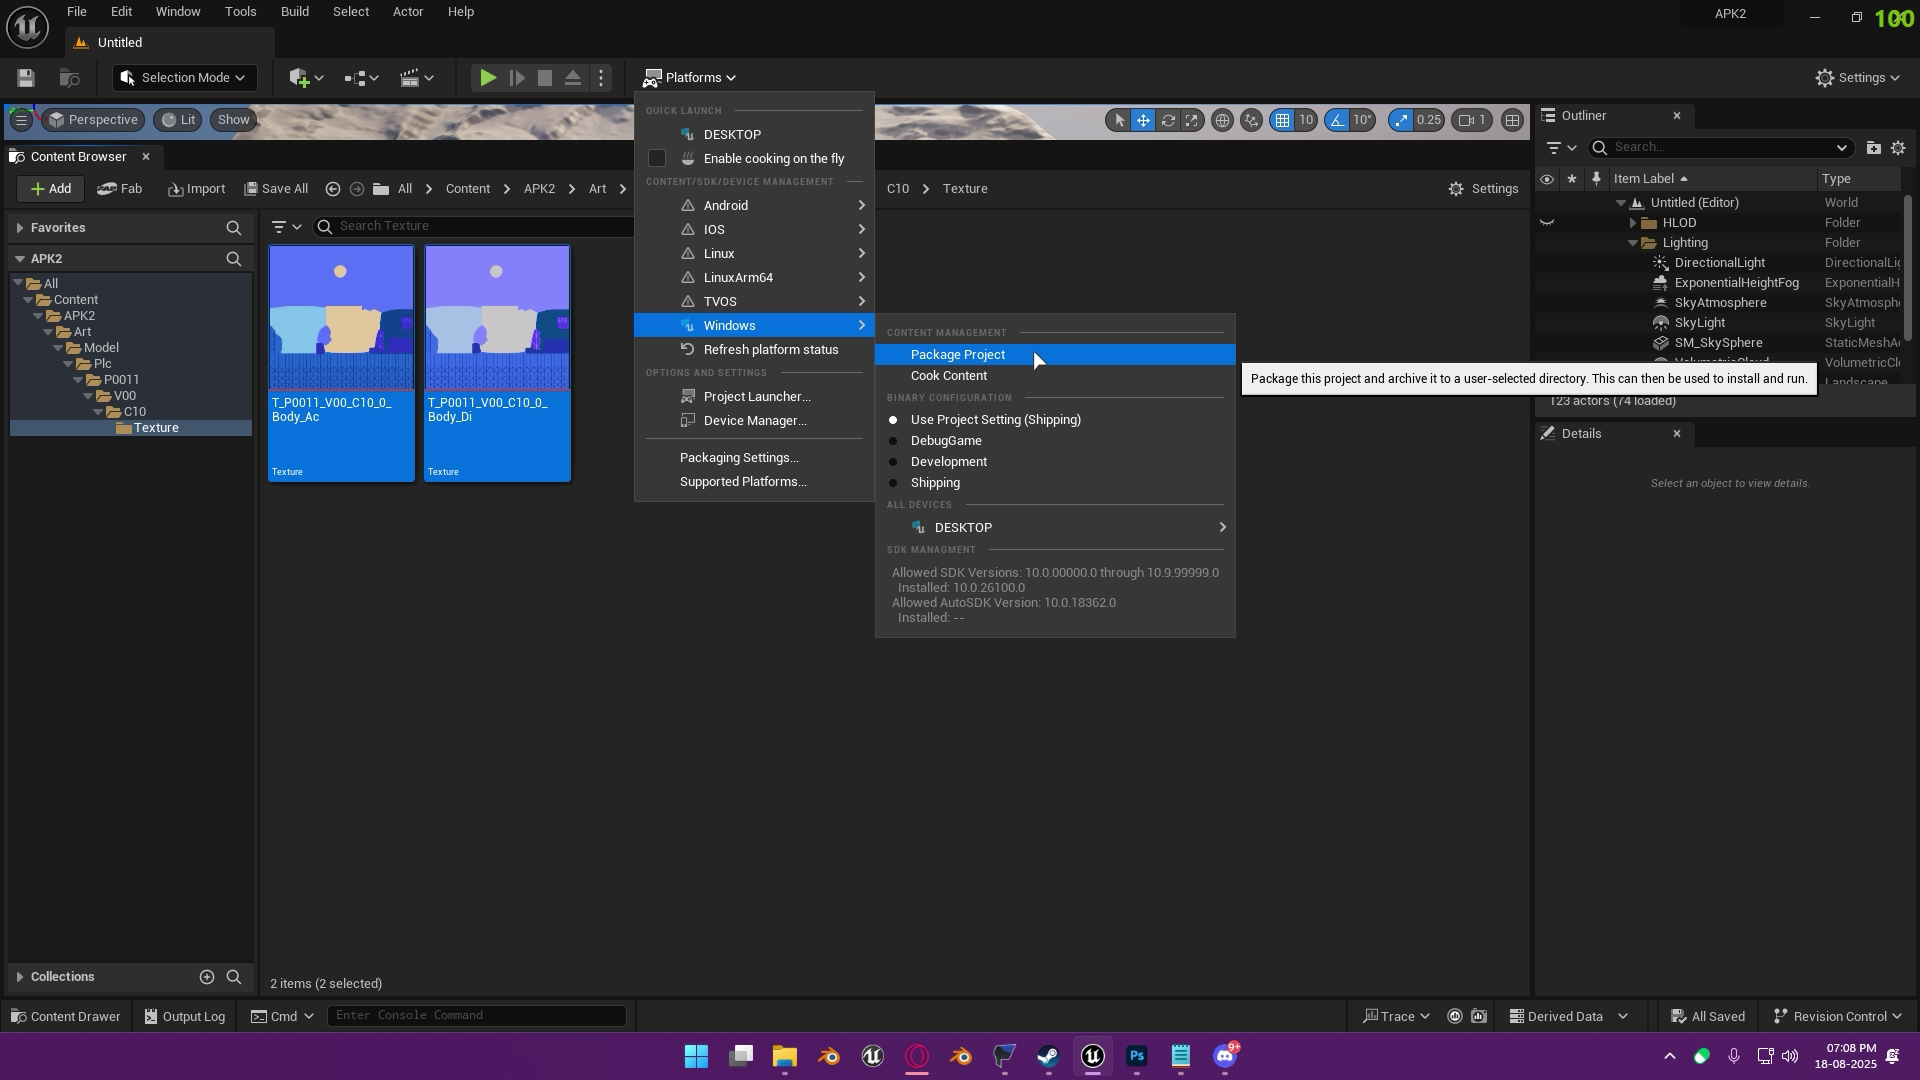 File Edit Window Tools Build Select Actor Help
APK2
100
Untitled
Selection Mode
Platforms
Settings
Perspective
Lit
Show
10
10°
0.25
1
Content Browser
Add
Fab
Import
Save All
All
Content
APK2
Art
C10
Texture
Settings
Favorites
APK2
All
Content
APK2
Art
Model
Plc
P0011
V00
C10
Texture
Collections
Search Texture
T_P0011_V00_C10_0_
Body_Ac
Texture
T_P0011_V00_C10_0_
Body_Di
Texture
2 items (2 selected)
QUICK LAUNCH
DESKTOP
Enable cooking on the fly
CONTENT/SDK/DEVICE MANAGEMENT
Android
IOS
Linux
LinuxArm64
TVOS
Windows
Refresh platform status
OPTIONS AND SETTINGS
Project Launcher...
Device Manager...
Packaging Settings...
Supported Platforms...
CONTENT MANAGEMENT
Package Project
Cook Content
BINARY CONFIGURATION
Use Project Setting (Shipping)
DebugGame
Development
Shipping
ALL DEVICES
DESKTOP
SDK MANAGMENT
Allowed SDK Versions: 10.0.00000.0 through 10.9.99999.0
Installed: 10.0.26100.0
Allowed AutoSDK Version: 10.0.18362.0
Installed: --
Package this project and archive it to a user-selected directory. This can then be used to install and run.
Outliner
Search...
Item Label
Type
Untitled (Editor) World
HLOD Folder
Lighting Folder
DirectionalLight DirectionalLig
ExponentialHeightFog ExponentialH
SkyAtmosphere SkyAtmosphe
SkyLight SkyLight
SM_SkySphere StaticMeshAc
VolumetricCl
123 actors (74 loaded)
Details
Select an object to view details.
Content Drawer
Output Log
Cmd
Enter Console Command
Trace
Derived Data
All Saved
Revision Control
Ps
9+
07:08 PM
18-08-2025